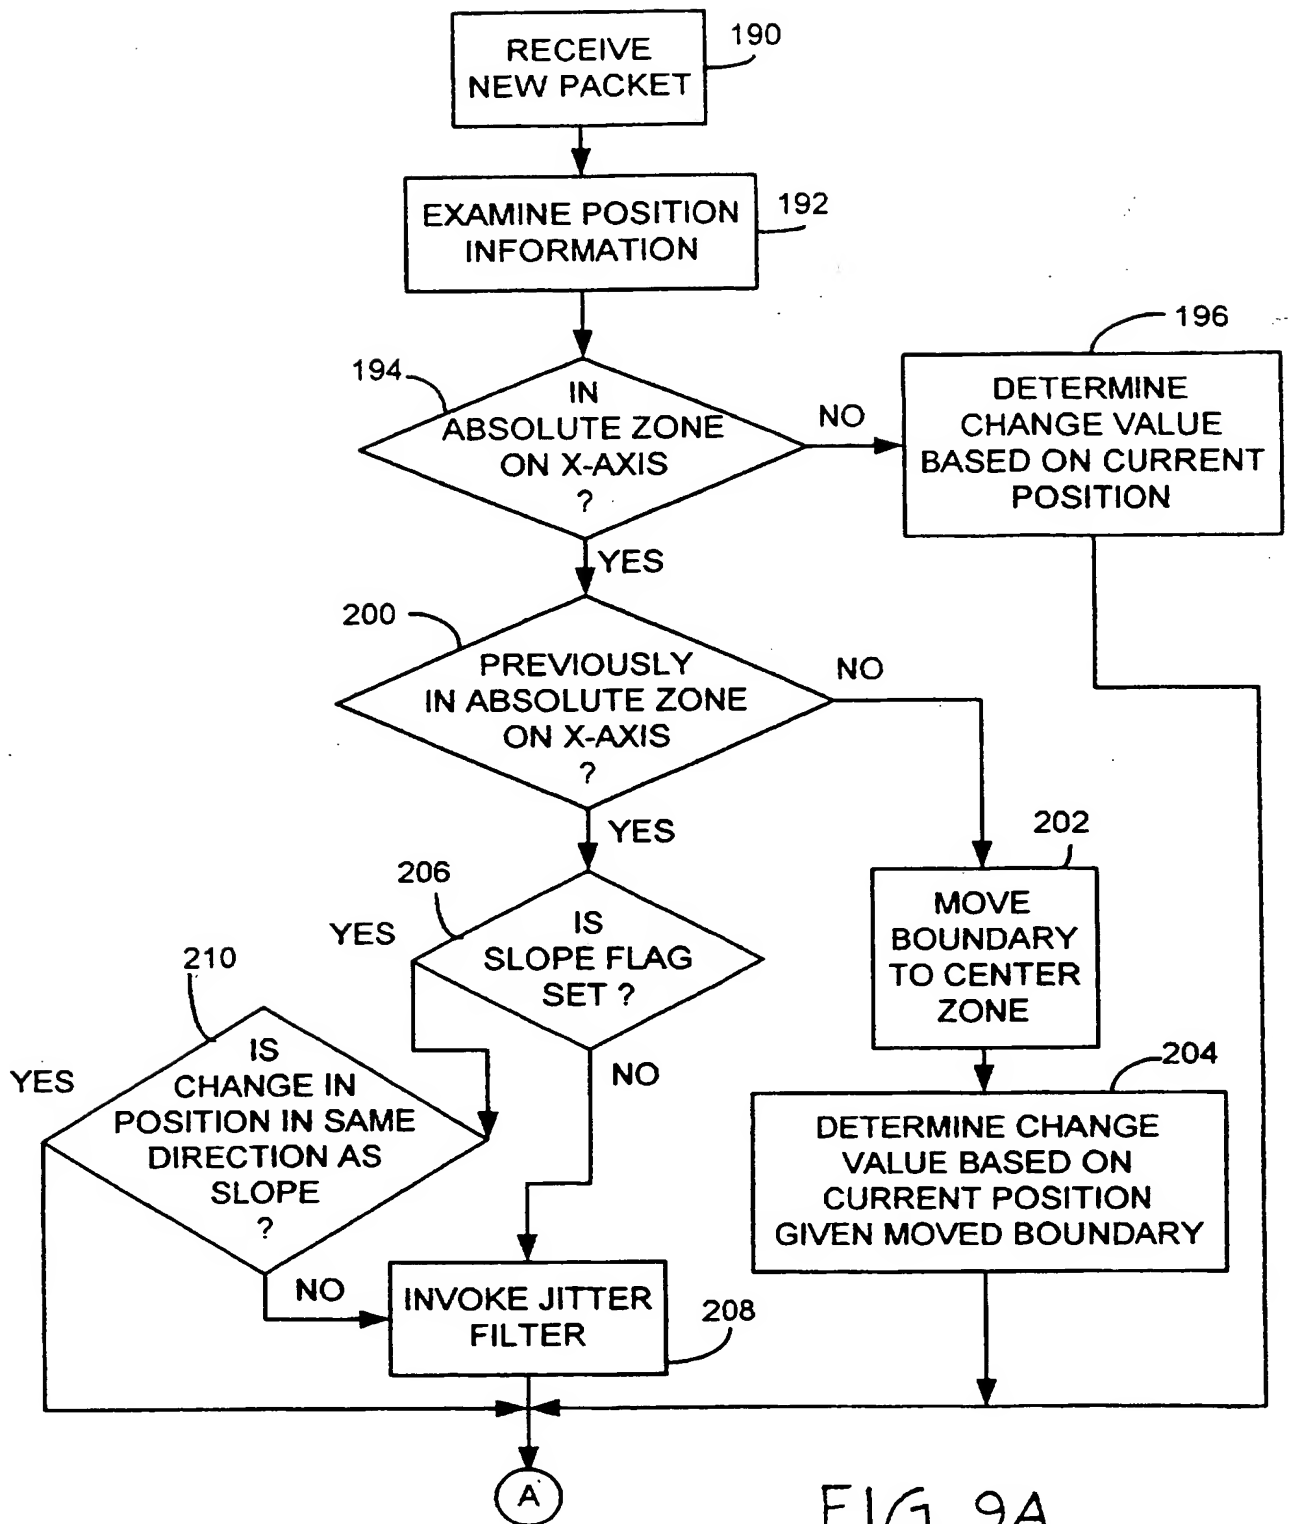 RECEIVE
NEW PACKET
190
EXAMINE POSITION
INFORMATION
192
194
IN
ABSOLUTE ZONE
ON X-AXIS
?
NO
196
DETERMINE
CHANGE VALUE
BASED ON CURRENT
POSITION
YES
200
PREVIOUSLY
IN ABSOLUTE ZONE
ON X-AXIS
?
NO
YES
202
MOVE
BOUNDARY
TO CENTER
ZONE
206
YES
IS
SLOPE FLAG
SET ?
NO
210
YES
IS
CHANGE IN
POSITION IN SAME
DIRECTION AS
SLOPE
?
NO
204
DETERMINE CHANGE
VALUE BASED ON
CURRENT POSITION
GIVEN MOVED BOUNDARY
INVOKE JITTER
FILTER
208
A
FIG 9A